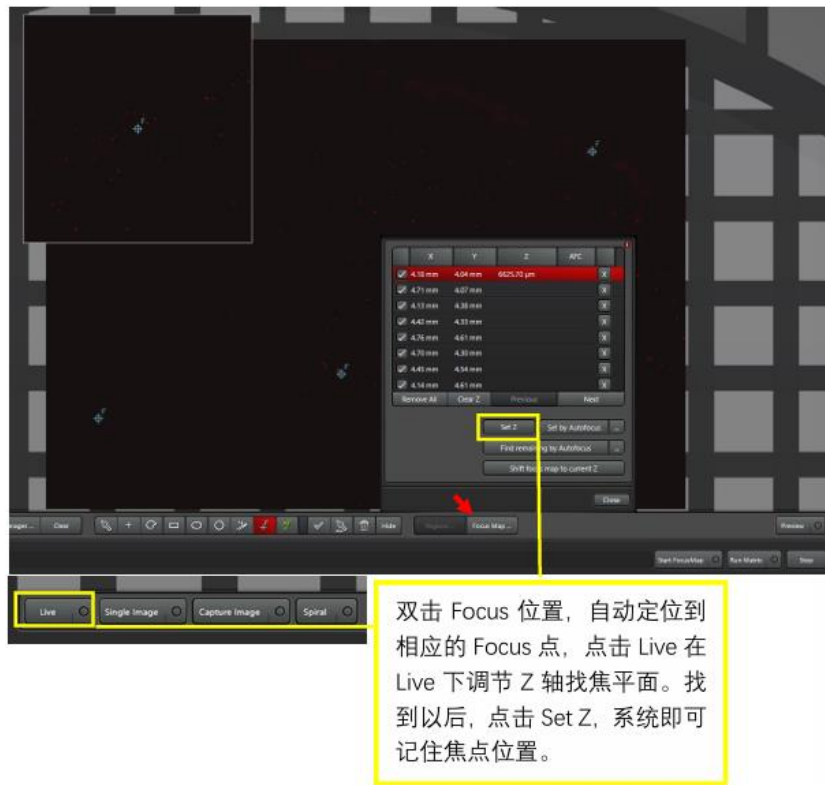 X Y Z AFC
4.18 mm 4.04 mm 6625.70 µm X
4.71 mm 4.07 mm X
4.13 mm 4.38 mm X
4.42 mm 4.33 mm X
4.76 mm 4.61 mm X
4.70 mm 4.30 mm X
4.45 mm 4.54 mm X
4.14 mm 4.61 mm X
Remove All Clear Z Previous Next
Set Z Set by Autofocus ...
Find remaining by Autofocus ...
Shift focus map to current Z
Close
Clear Hide Focus Map ... Preview
Start FocusMap Run Matrix Stop
Live Single Image Capture Image Spiral
双击 Focus 位置，自动定位到
相应的 Focus 点，点击 Live 在
Live 下调节 Z 轴找焦平面。找
到以后，点击 Set Z，系统即可
记住焦点位置。